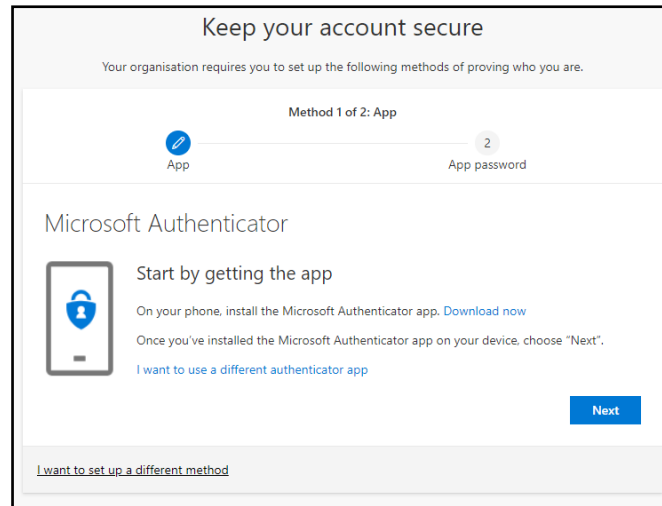 Keep your account secure
Your organisation requires you to set up the following methods of proving who you are.
Method 1 of 2: App
2
App
App password
Microsoft Authenticator
Start by getting the app
On your phone, install the Microsoft Authenticator app. Download now
Once you've installed the Microsoft Authenticator app on your device, choose "Next".
I want to use a different authenticator app
Next
I want to set up a different method